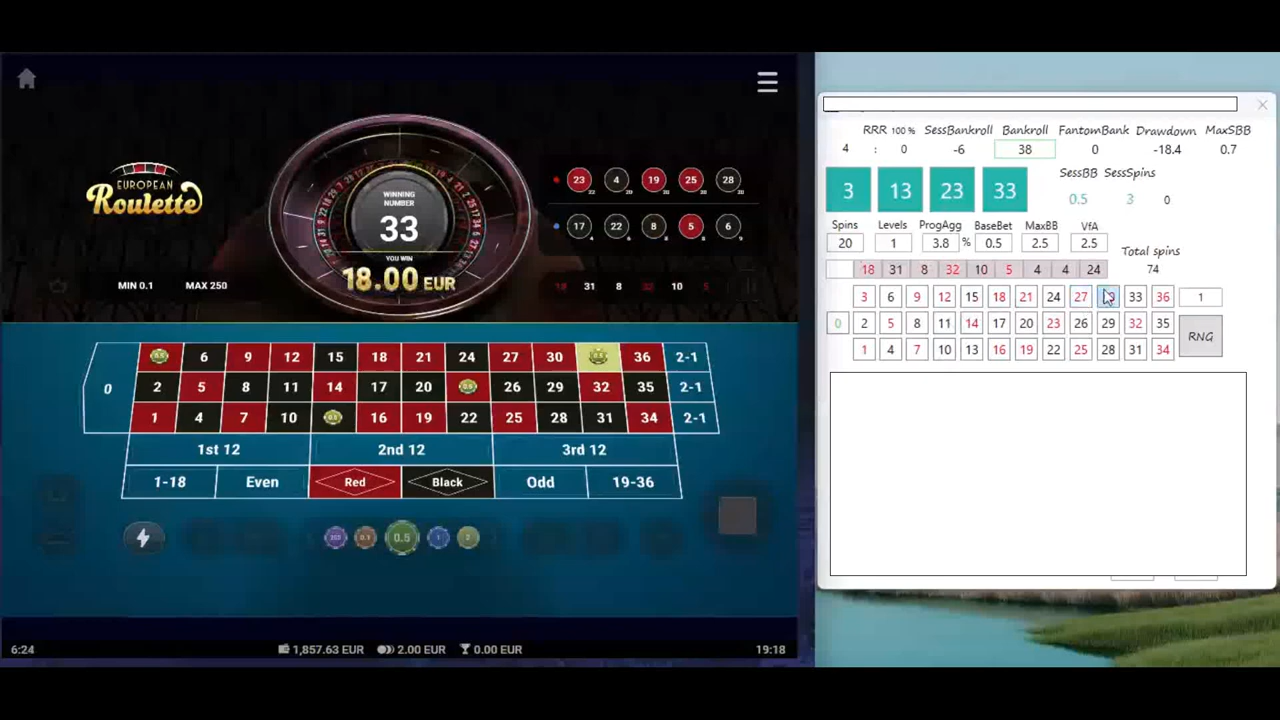 EUROPEAN
Roulette
WINNING
NUMBER
33
YOU WIN
18.00 EUR
MIN 0.1 MAX 250
23 4 19 25 28
17 22 8 5 6
31 8 10
0
6 9 12 15 18 21 24 27 30 36 2-1
2 5 8 11 14 17 20 26 29 32 35 2-1
1 4 7 10 16 19 22 25 28 31 34 2-1
1st 12 2nd 12 3rd 12
1-18 Even Red Black Odd 19-36
0.5
6:24 1,857.63 EUR 2.00 EUR 0.00 EUR 19:18
RRR 100 % SessBankroll Bankroll FantomBank Drawdown MaxSBB
4 : 0 -6 38 0 -18.4 0.7
3 13 23 33
SessBB SessSpins
0.5 3 0
Spins Levels ProgAgg BaseBet MaxBB VfA
20 1 3.8 % 0.5 2.5 2.5
Total spins
74
18 31 8 32 10 5 4 4 24
3 6 9 12 15 18 21 24 27 33 36 1
0 2 5 8 11 14 17 20 23 26 29 32 35
1 4 7 10 13 16 19 22 25 28 31 34
RNG